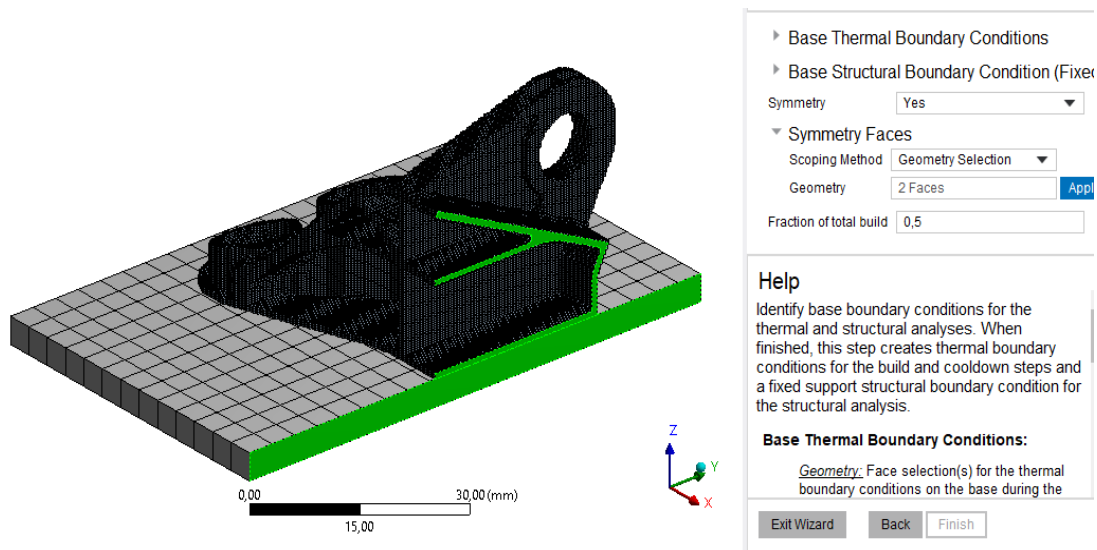 Base Thermal Boundary Conditions
Base Structural Boundary Condition (Fixed
Symmetry Yes
Symmetry Faces
Scoping Method Geometry Selection
Geometry 2 Faces Appl
Fraction of total build 0,5
Help
Identify base boundary conditions for the
thermal and structural analyses. When
finished, this step creates thermal boundary
conditions for the build and cooldown steps and
a fixed support structural boundary condition for
the structural analysis.
Base Thermal Boundary Conditions:
Geometry: Face selection(s) for the thermal
boundary conditions on the base during the
Exit Wizard Back Finish
Z
Y
X
0,00 30,00 (mm)
15,00